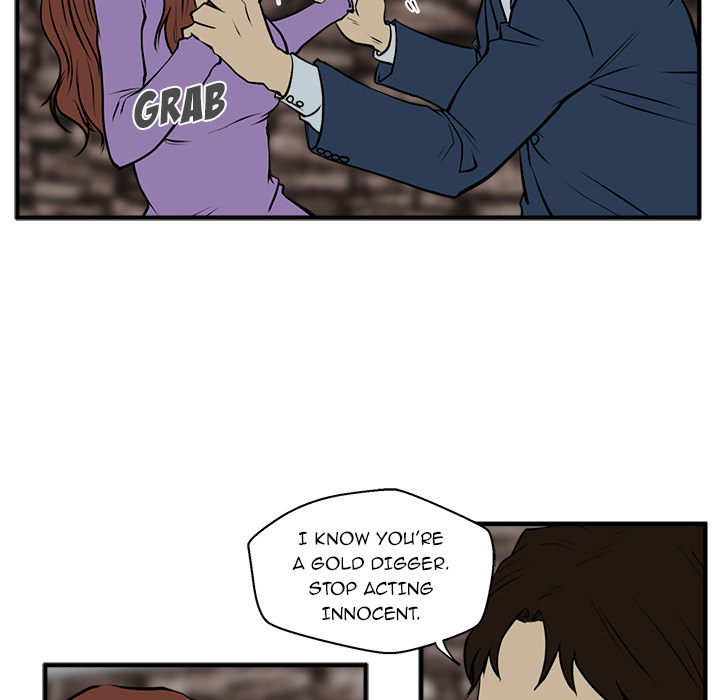 GRAB
I KNOW YOU'RE
A GOLD DIGGER.
STOP ACTING
INNOCENT.